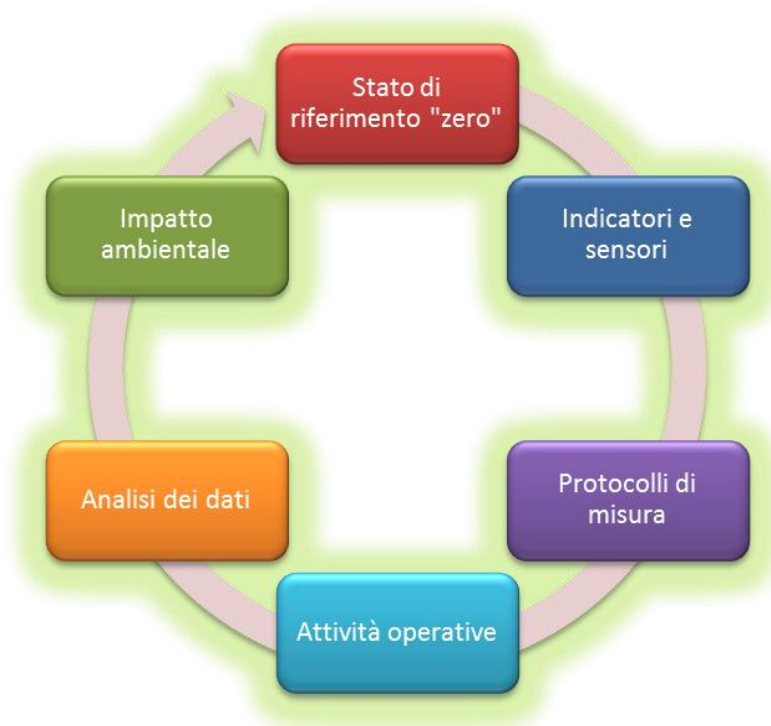 Stato di
riferimento "zero"
Indicatori e
sensori
Protocolli di
misura
Attività operative
Analisi dei dati
Impatto
ambientale